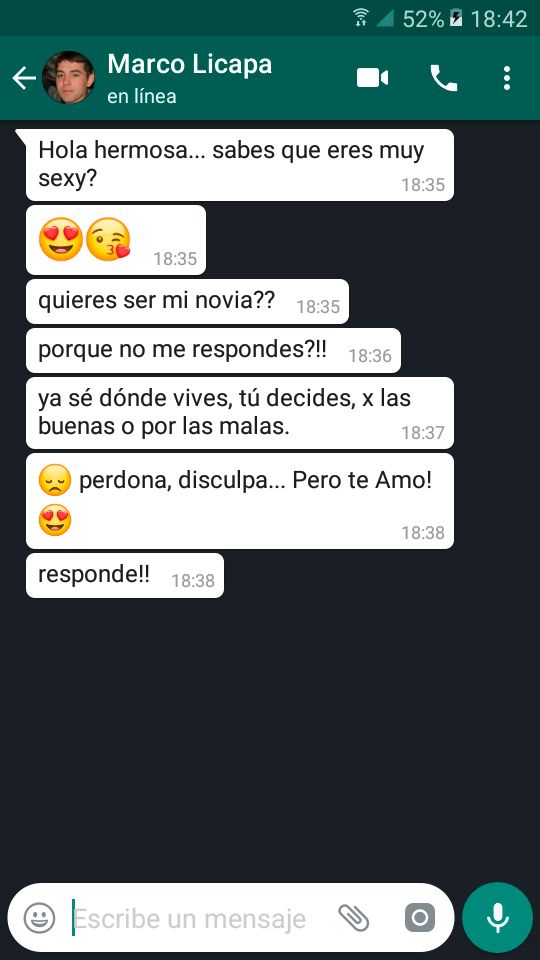 52% 18:42
Marco Licapa
en línea
Hola hermosa... sabes que eres muy
sexy?
18:35
18:35
quieres ser mi novia?? 18:35
porque no me respondes?!! 18:36
ya sé dónde vives, tú decides, x las
buenas o por las malas.
18:37
😞 perdona, disculpa... Pero te Amo!
😍
18:38
responde!! 18:38
Escribe un mensaje